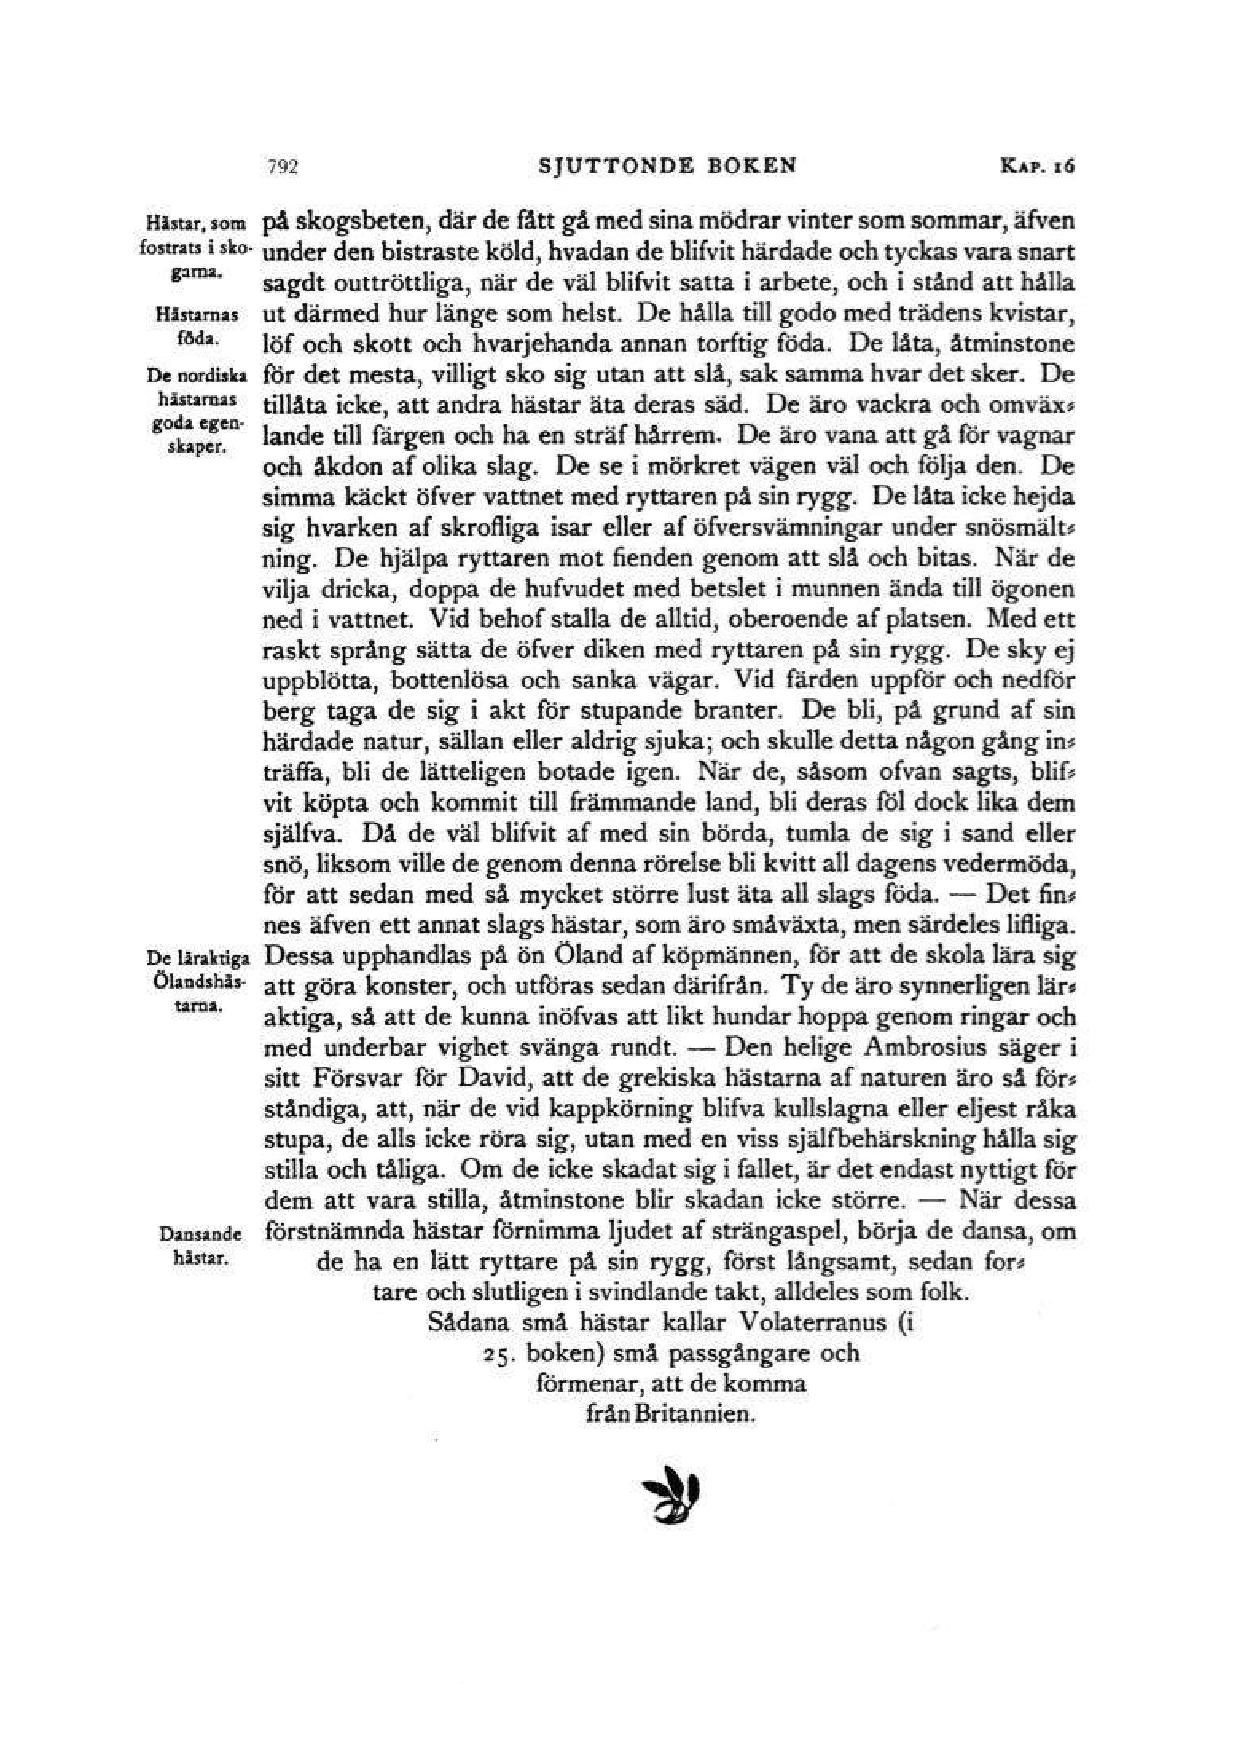 792 SJUTTONDE BOKEN KAP. 16
Hästar, som
fostrats i sko-
garna.
Hästarnas
föda.
De nordiska
hästarnas
goda egen-
skaper.
på skogsbeten, där de fått gå med sina mödrar vinter som sommar, äfven
under den bistraste köld, hvadan de blifvit härdade och tyckas vara snart
sagdt outtröttliga, när de väl blifvit satta i arbete, och i stånd att hålla
ut därmed hur länge som helst. De hålla till godo med trädens kvistar,
löf och skott och hvarjehanda annan torftig föda. De låta, åtminstone
för det mesta, villigt sko sig utan att slå, sak samma hvar det sker. De
tillåta icke, att andra hästar äta deras säd. De äro vackra och omväx-
lande till färgen och ha en sträf hårrem. De äro vana att gå för vagnar
och åkdon af olika slag. De se i mörkret vägen väl och följa den. De
simma käckt öfver vattnet med ryttaren på sin rygg. De låta icke hejda
sig hvarken af skrofliga isar eller af öfversvämningar under snösmält-
ning. De hjälpa ryttaren mot fienden genom att slå och bitas. När de
vilja dricka, doppa de hufvudet med betslet i munnen ända till ögonen
ned i vattnet. Vid behof stalla de alltid, oberoende af platsen. Med ett
raskt språng sätta de öfver diken med ryttaren på sin rygg. De sky ej
uppblötta, bottenlösa och sanka vägar. Vid färden uppför och nedför
berg taga de sig i akt för stupande branter. De bli, på grund af sin
härdade natur, sällan eller aldrig sjuka; och skulle detta någon gång in-
träffa, bli de lätteligen botade igen. När de, såsom ofvan sagts, blif-
vit köpta och kommit till främmande land, bli deras föl dock lika dem
själfva. Då de väl blifvit af med sin börda, tumla de sig i sand eller
snö, liksom ville de genom denna rörelse bli kvitt all dagens vedermöda,
för att sedan med så mycket större lust äta all slags föda. — Det fin-
nes äfven ett annat slags hästar, som äro småväxta, men särdeles lifliga.
De läraktiga
Ölandshäs-
tarna.
Dessa upphandlas på ön Öland af köpmännen, för att de skola lära sig
att göra konster, och utföras sedan därifrån. Ty de äro synnerligen lär-
aktiga, så att de kunna inöfvas att likt hundar hoppa genom ringar och
med underbar vighet svänga rundt. — Den helige Ambrosius säger i
sitt Försvar för David, att de grekiska hästarna af naturen äro så för-
ståndiga, att, när de vid kappkörning blifva kullslagna eller eljest råka
stupa, de alls icke röra sig, utan med en viss själfbehärskning hålla sig
stilla och tåliga. Om de icke skadat sig i fallet, är det endast nyttigt för
dem att vara stilla, åtminstone blir skadan icke större. — När dessa
Dansande
hästar.
förstnämnda hästar förnimma ljudet af strängaspel, börja de dansa, om
de ha en lätt ryttare på sin rygg, först långsamt, sedan for-
tare och slutligen i svindlande takt, alldeles som folk.
Sådana små hästar kallar Volaterranus (i
25. boken) små passgångare och
förmenar, att de komma
från Britannien.